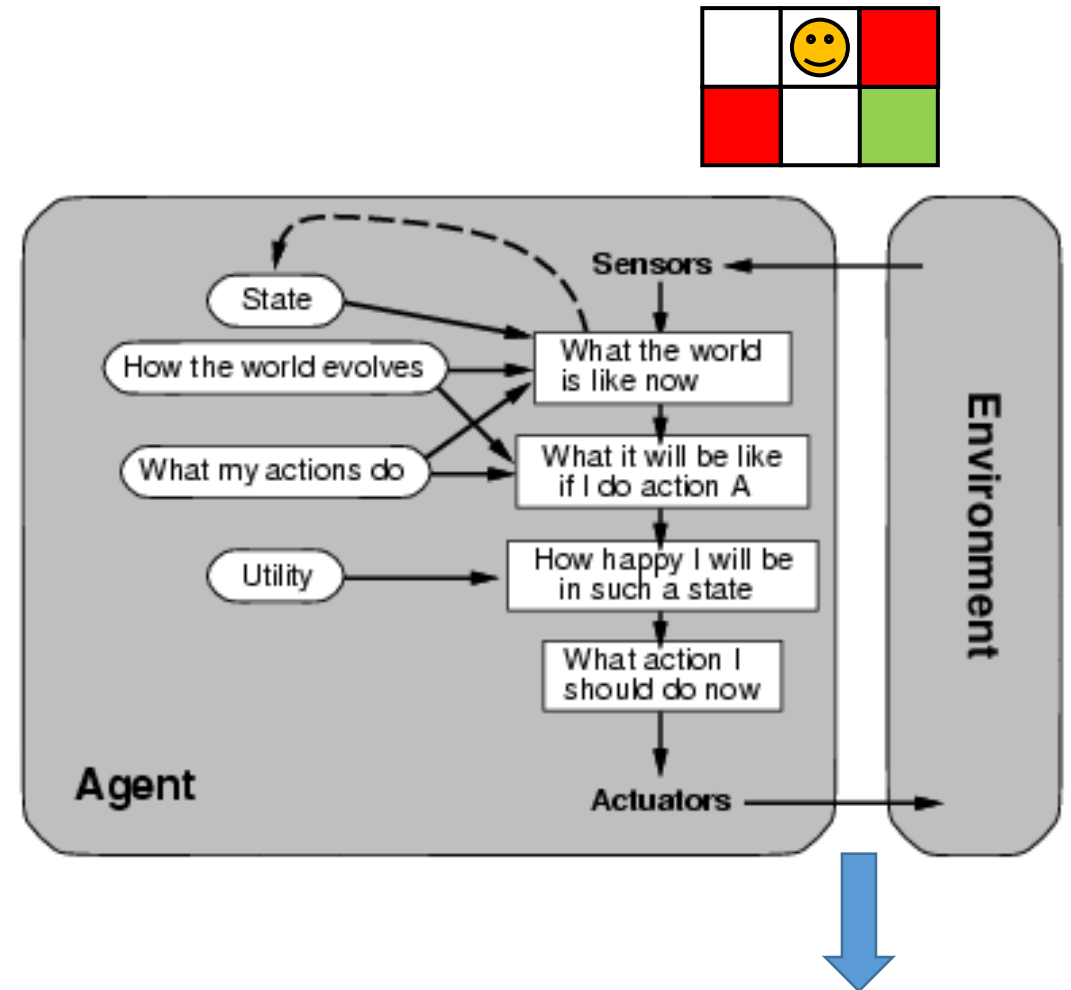 Sensors
State
What the world
is like now
How the world evolves
What it will be like
if I do action A
What my actions do
How happy I will be
in such a state
Utility
What action I
should do now
Agent
Actuators
Environment